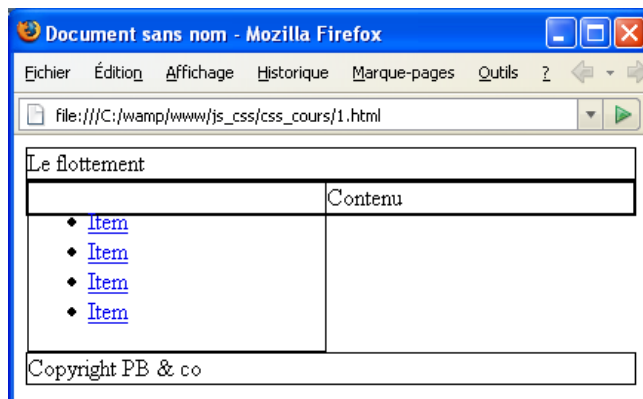 Document sans nom - Mozilla Firefox
Fichier Édition Affichage Historique Marque-pages Outils ?
file:///C:/wamp/www/js_css/css_cours/1.html
Le flottement
Contenu
Item
Item
Item
Item
Copyright PB & co